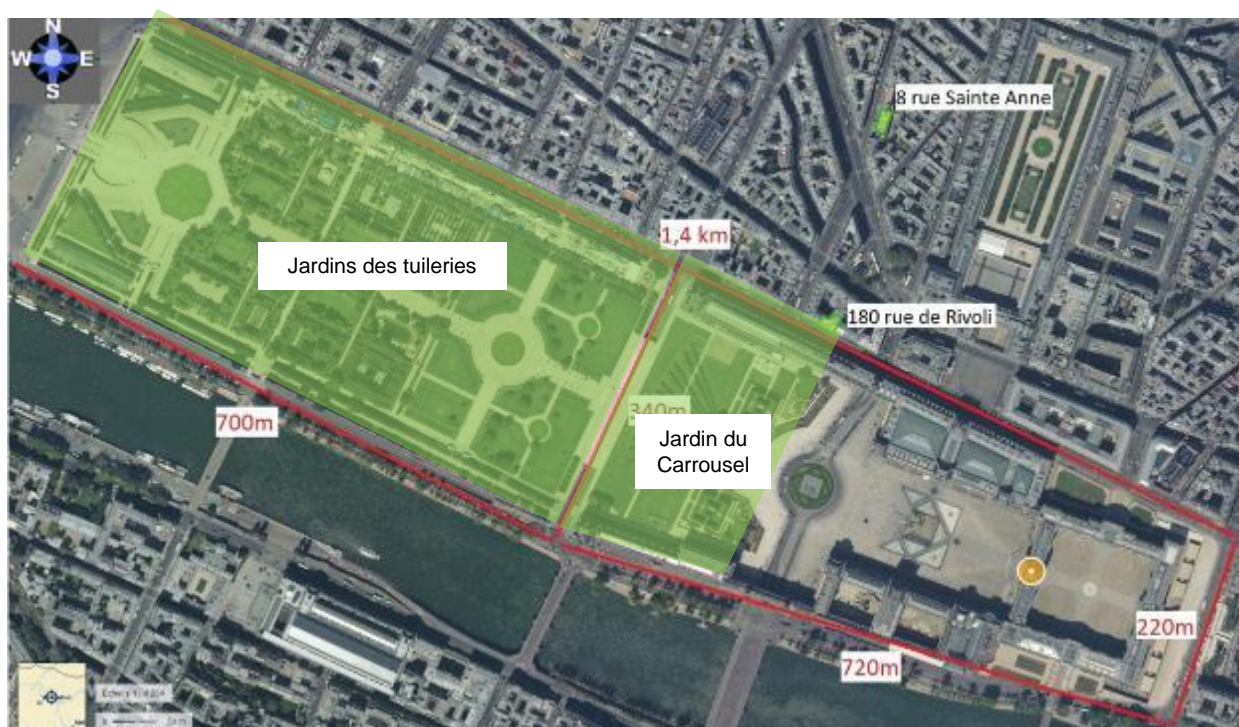 N
W E
S
8 rue Sainte Anne
1,4 km
Jardins des tuileries
180 rue de Rivoli
340m
700m
Jardin du
Carrousel
220m
720m